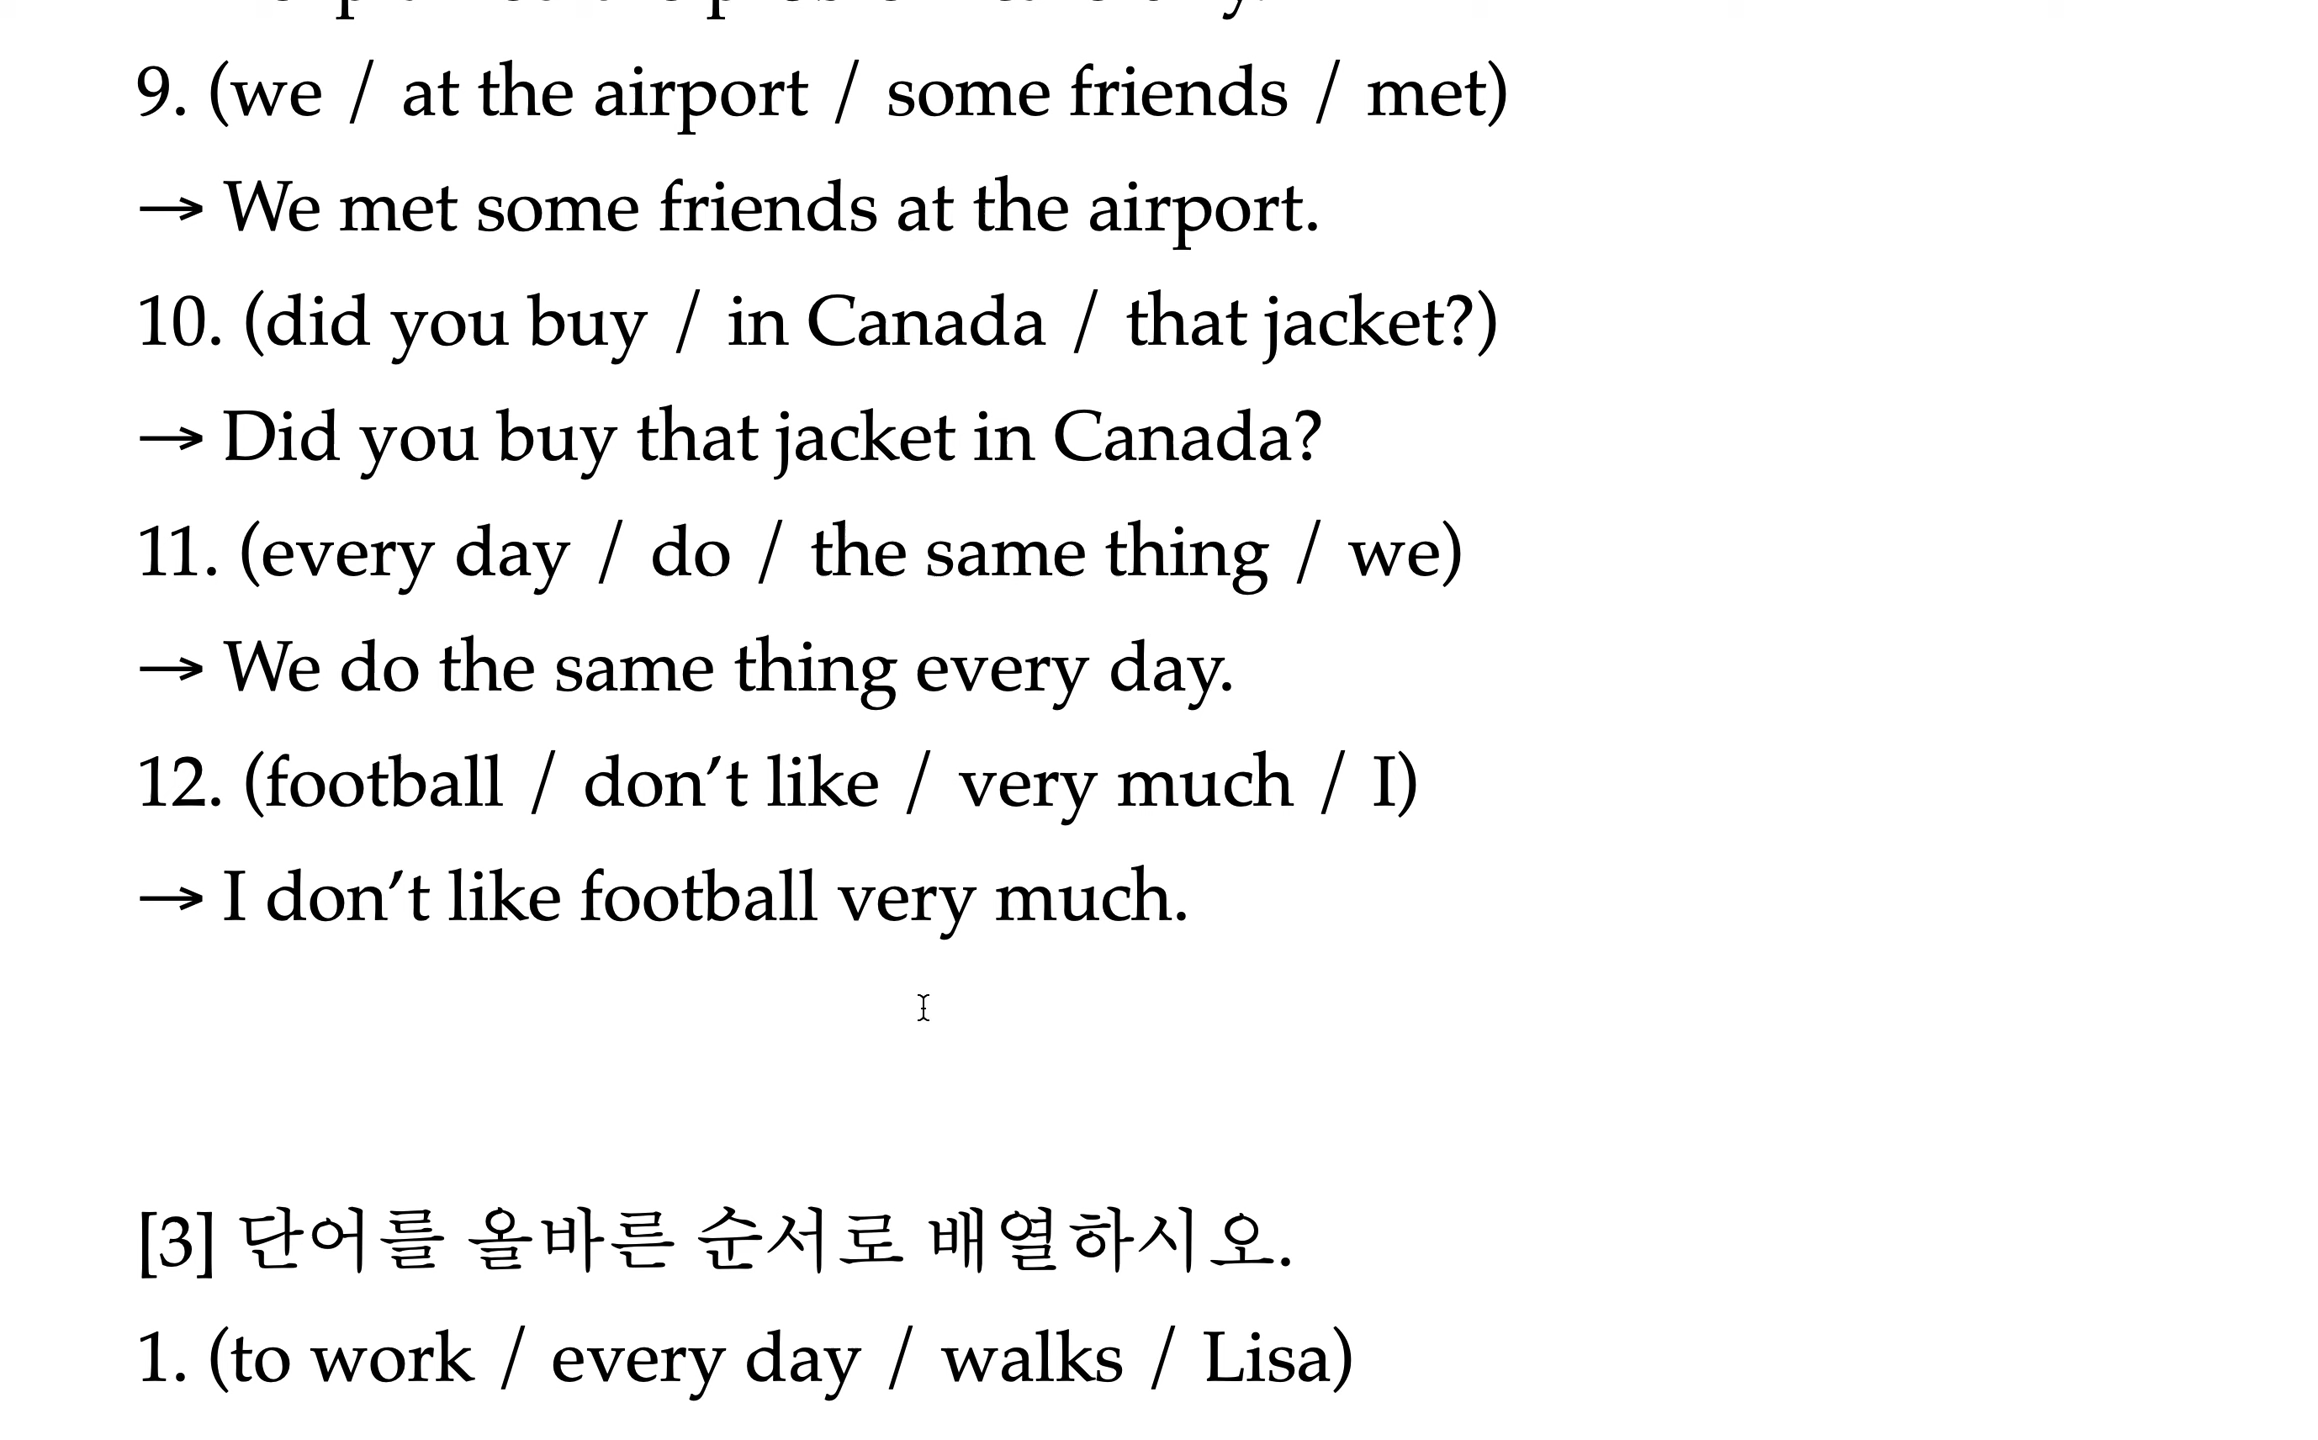 9. (we / at the airport / some friends / met)
→ We met some friends at the airport.
10. (did you buy / in Canada / that jacket?)
→ Did you buy that jacket in Canada?
11. (every day / do / the same thing / we)
→ We do the same thing every day.
12. (football / don’t like / very much / I)
→ I don’t like football very much.
[3] 단어를 올바른 순서로 배열하시오.
1. (to work / every day / walks / Lisa)